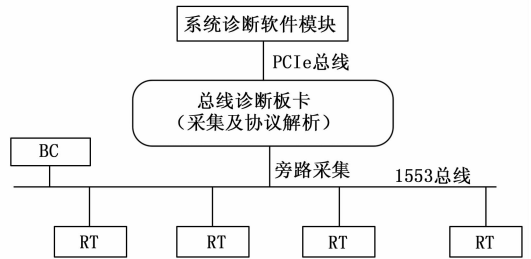 系统诊断软件模块
PCIe总线
总线诊断板卡
（采集及协议解析）
BC
旁路采集
1553总线
RT
RT
RT
RT